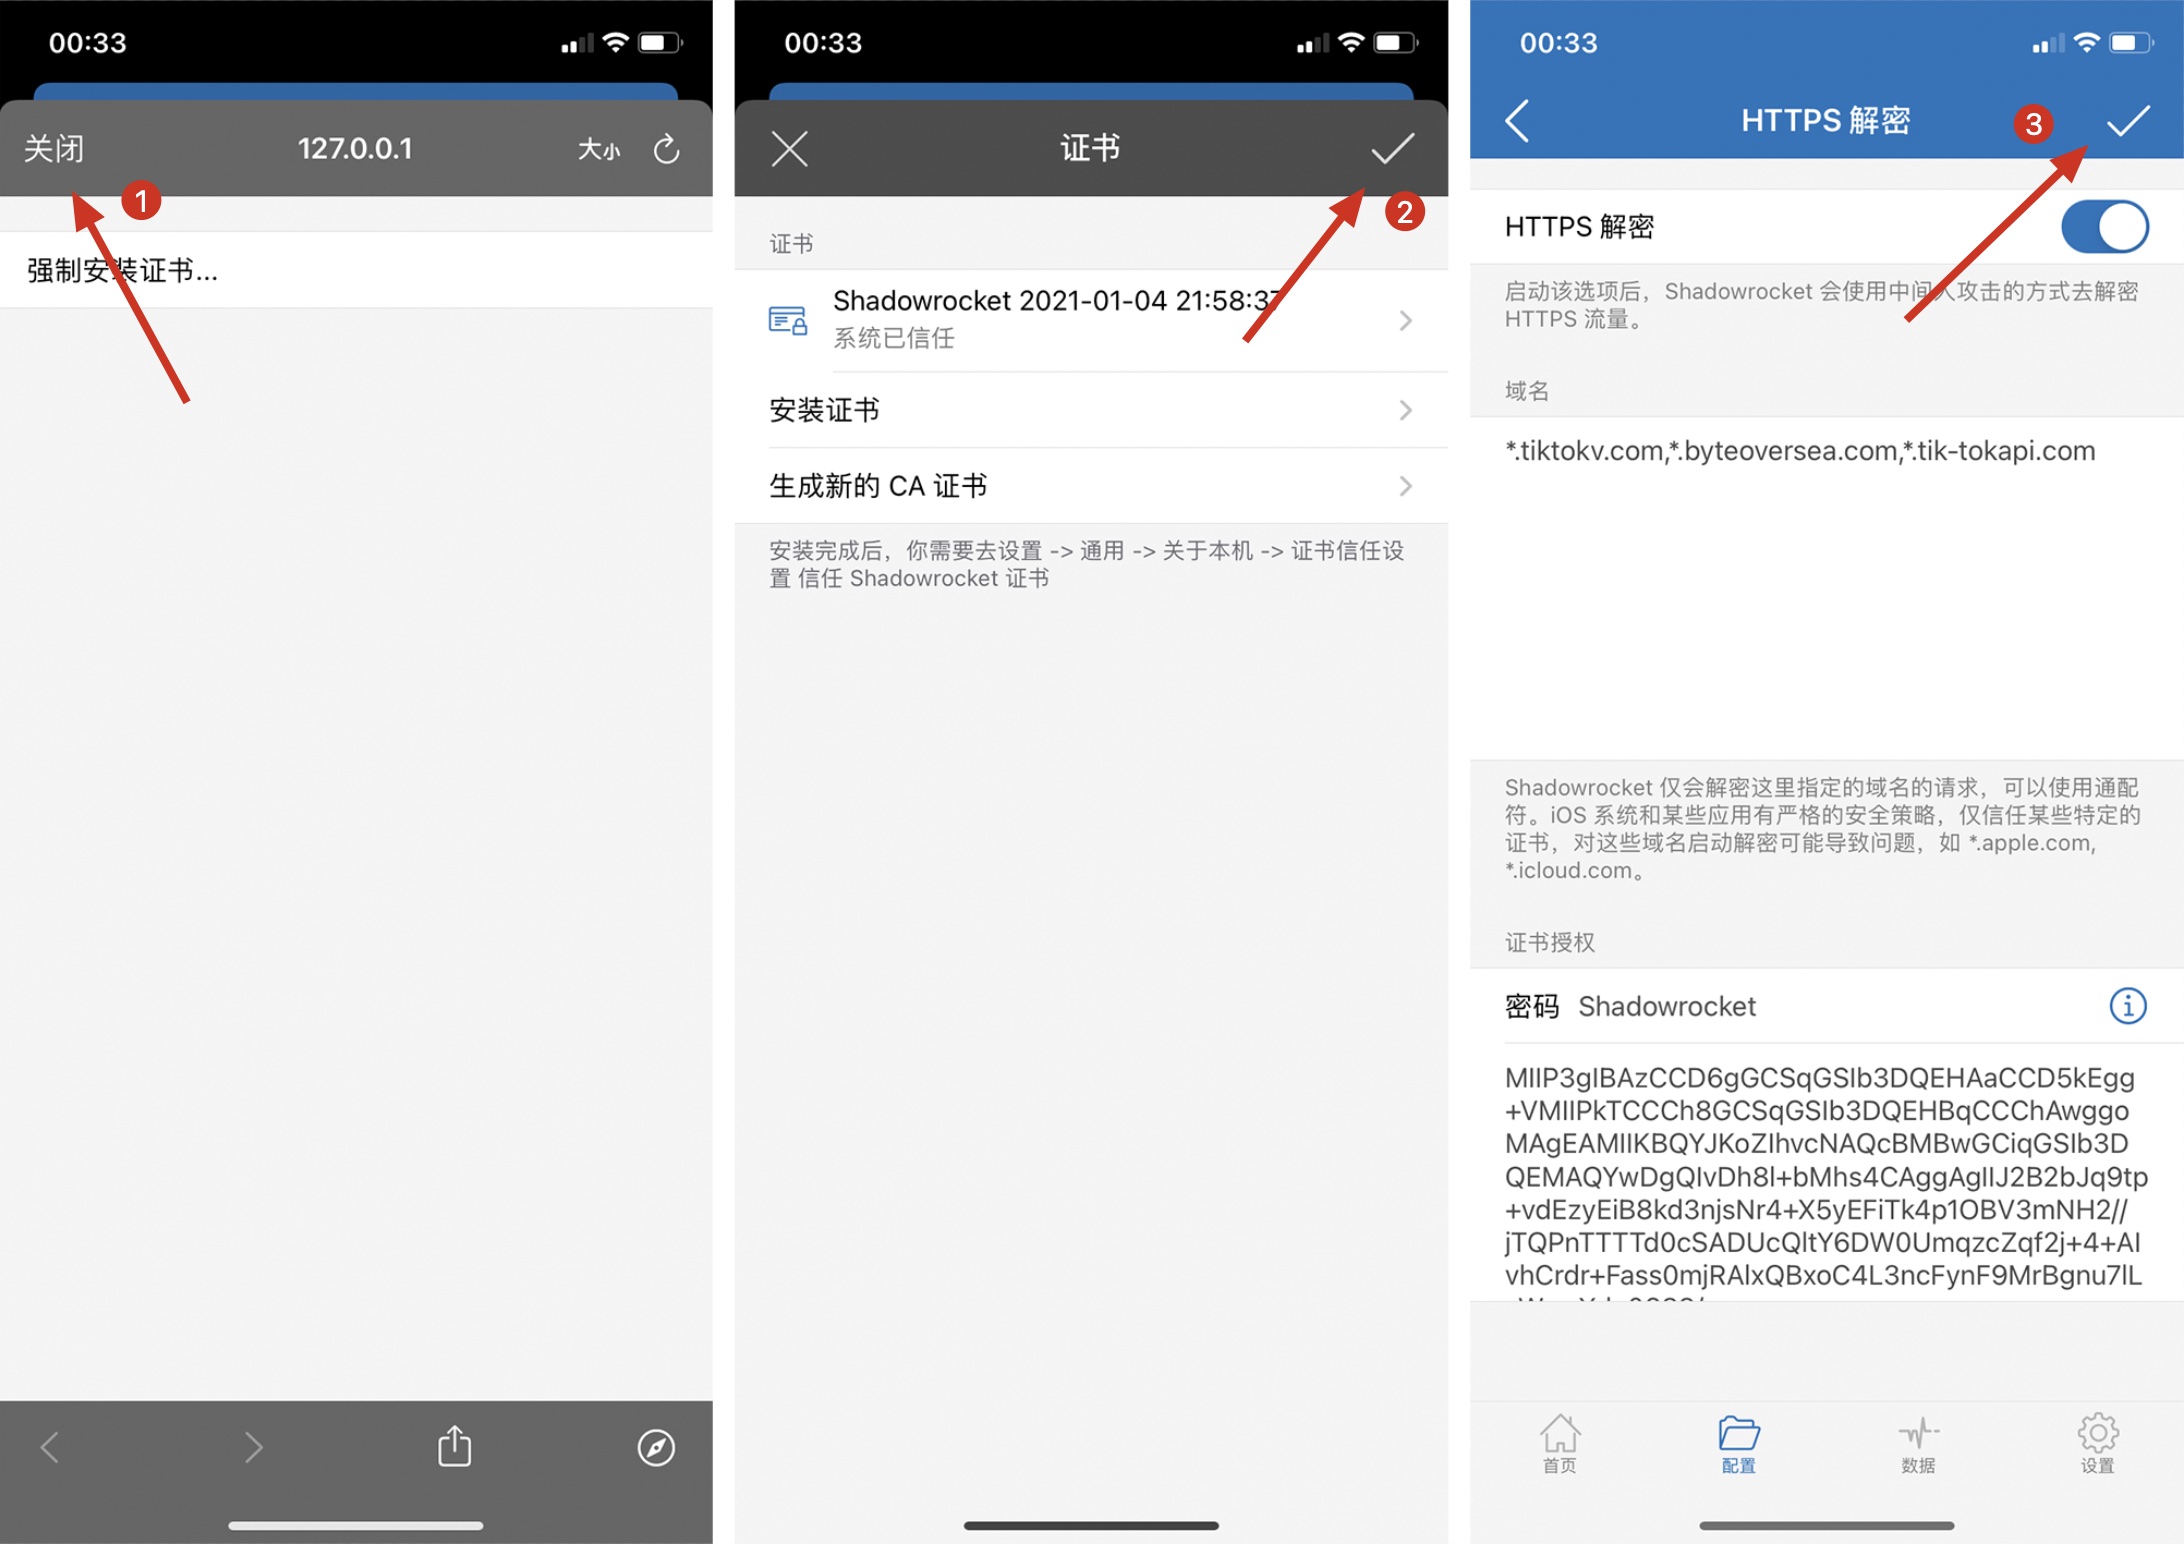 00:33
关闭
127.0.0.1
大小
1
强制安装证书...
00:33
证书
2
证书
Shadowrocket 2021-01-04 21:58:37
系统已信任
安装证书
生成新的 CA 证书
安装完成后，你需要去设置 -> 通用 -> 关于本机 -> 证书信任设
置 信任 Shadowrocket 证书
00:33
HTTPS 解密
3
HTTPS 解密
启动该选项后，Shadowrocket 会使用中间人攻击的方式去解密
HTTPS 流量。
域名
*.tiktokv.com,*.byteoversea.com,*.tik-tokapi.com
Shadowrocket 仅会解密这里指定的域名的请求，可以使用通配
符。iOS 系统和某些应用有严格的安全策略，仅信任某些特定的
证书，对这些域名启动解密可能导致问题，如 *.apple.com,
*.icloud.com。
证书授权
密码 Shadowrocket
MIIP3gIBAzCCD6gGCSqGSIb3DQEHAaCCD5kEgg
+VMIIPkTCCCh8GCSqGSIb3DQEHBqCCChAwggo
MAgEAMIIKBQYJKoZIhvcNAQcBMBwGCiqGSIb3D
QEMAQYwDgQIvDh8l+bMhs4CAggAgIIJ2B2bJq9tp
+vdEzyEiB8kd3njsNr4+X5yEFiTk4p1OBV3mNH2//
jTQPnTTTTd0cSADUcQltY6DW0UmqzcZqf2j+4+AI
vhCrdr+Fass0mjRAlxQBxoC4L3ncFynF9MrBgnu7lL
首页
配置
数据
设置